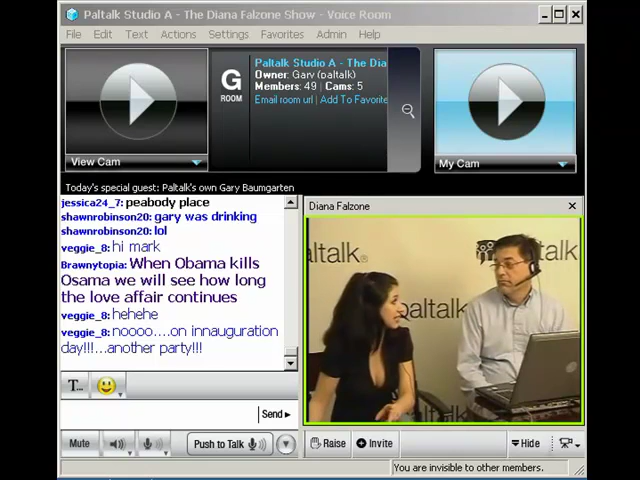 Paltalk Studio A - The Diana Falzone Show - Voice Room
File Edit Text Actions Settings Favorites Admin Help
G
ROOM
Paltalk Studio A - The Dia
Owner: Gary (paltalk)
Members: 49 | Cams: 5
Email room url | Add To Favorite
View Cam
My Cam
Today's special guest: Paltalk's own Gary Baumgarten
jessica24_7: peabody place
shawnrobinson20: gary was drinking
shawnrobinson20: lol
veggie_8: hi mark
Brawnytopia: When Obama kills
Osama we will see how long
the love affair continues
veggie_8: hehehe
veggie_8: noooo....on innauguration
day!!!...another party!!!
Diana Falzone
paltalk
paltalk
T...
Send
Mute
Push to Talk
Raise
Invite
Hide
You are invisible to other members.